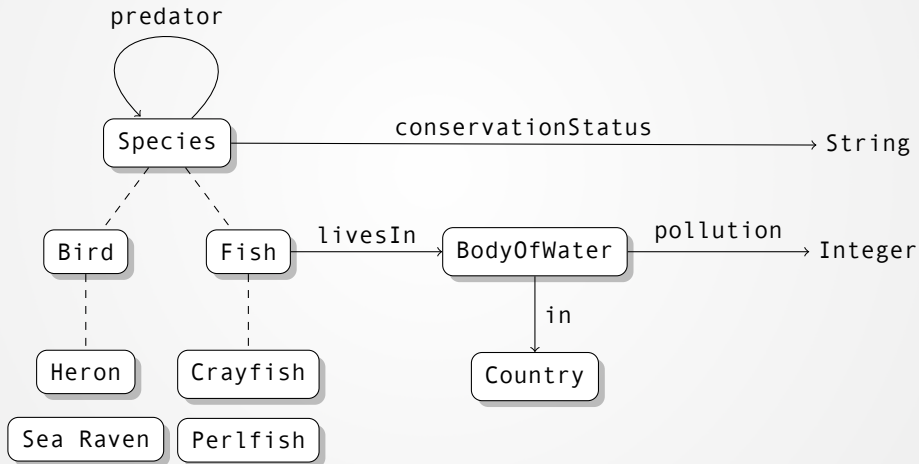 predator
Species
conservationStatus
String
Bird
Fish
livesIn
BodyOfWater
pollution
Integer
in
Heron
Crayfish
Country
Sea Raven
Perlfish